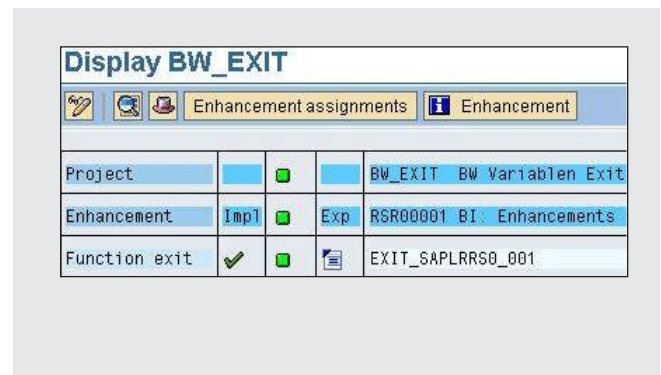 Display BW_EXIT
Enhancement assignments Enhancement
Project BW_EXIT BW Variablen Exit
Enhancement Impl Exp RSR00001 BI: Enhancements
Function exit EXIT_SAPLRRS0_001